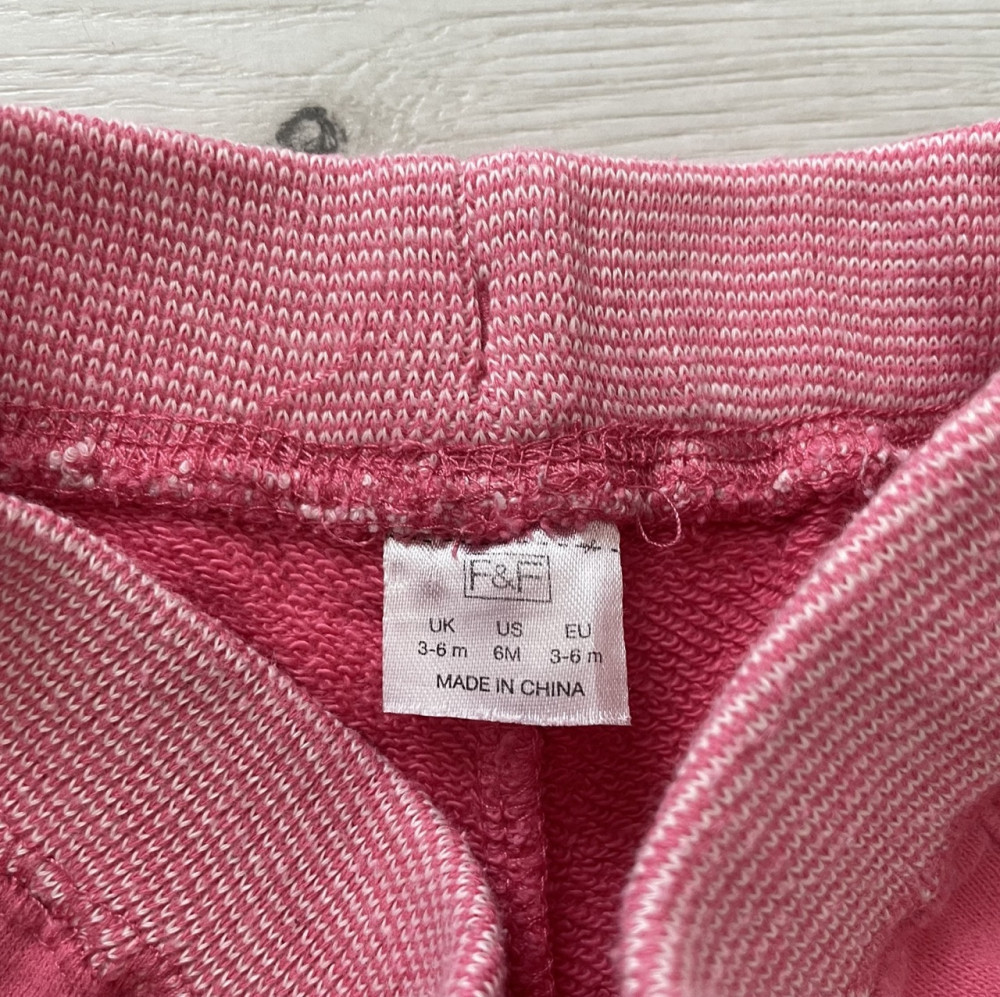 F&F
UK US EU
3-6 m 6M 3-6 m
MADE IN CHINA